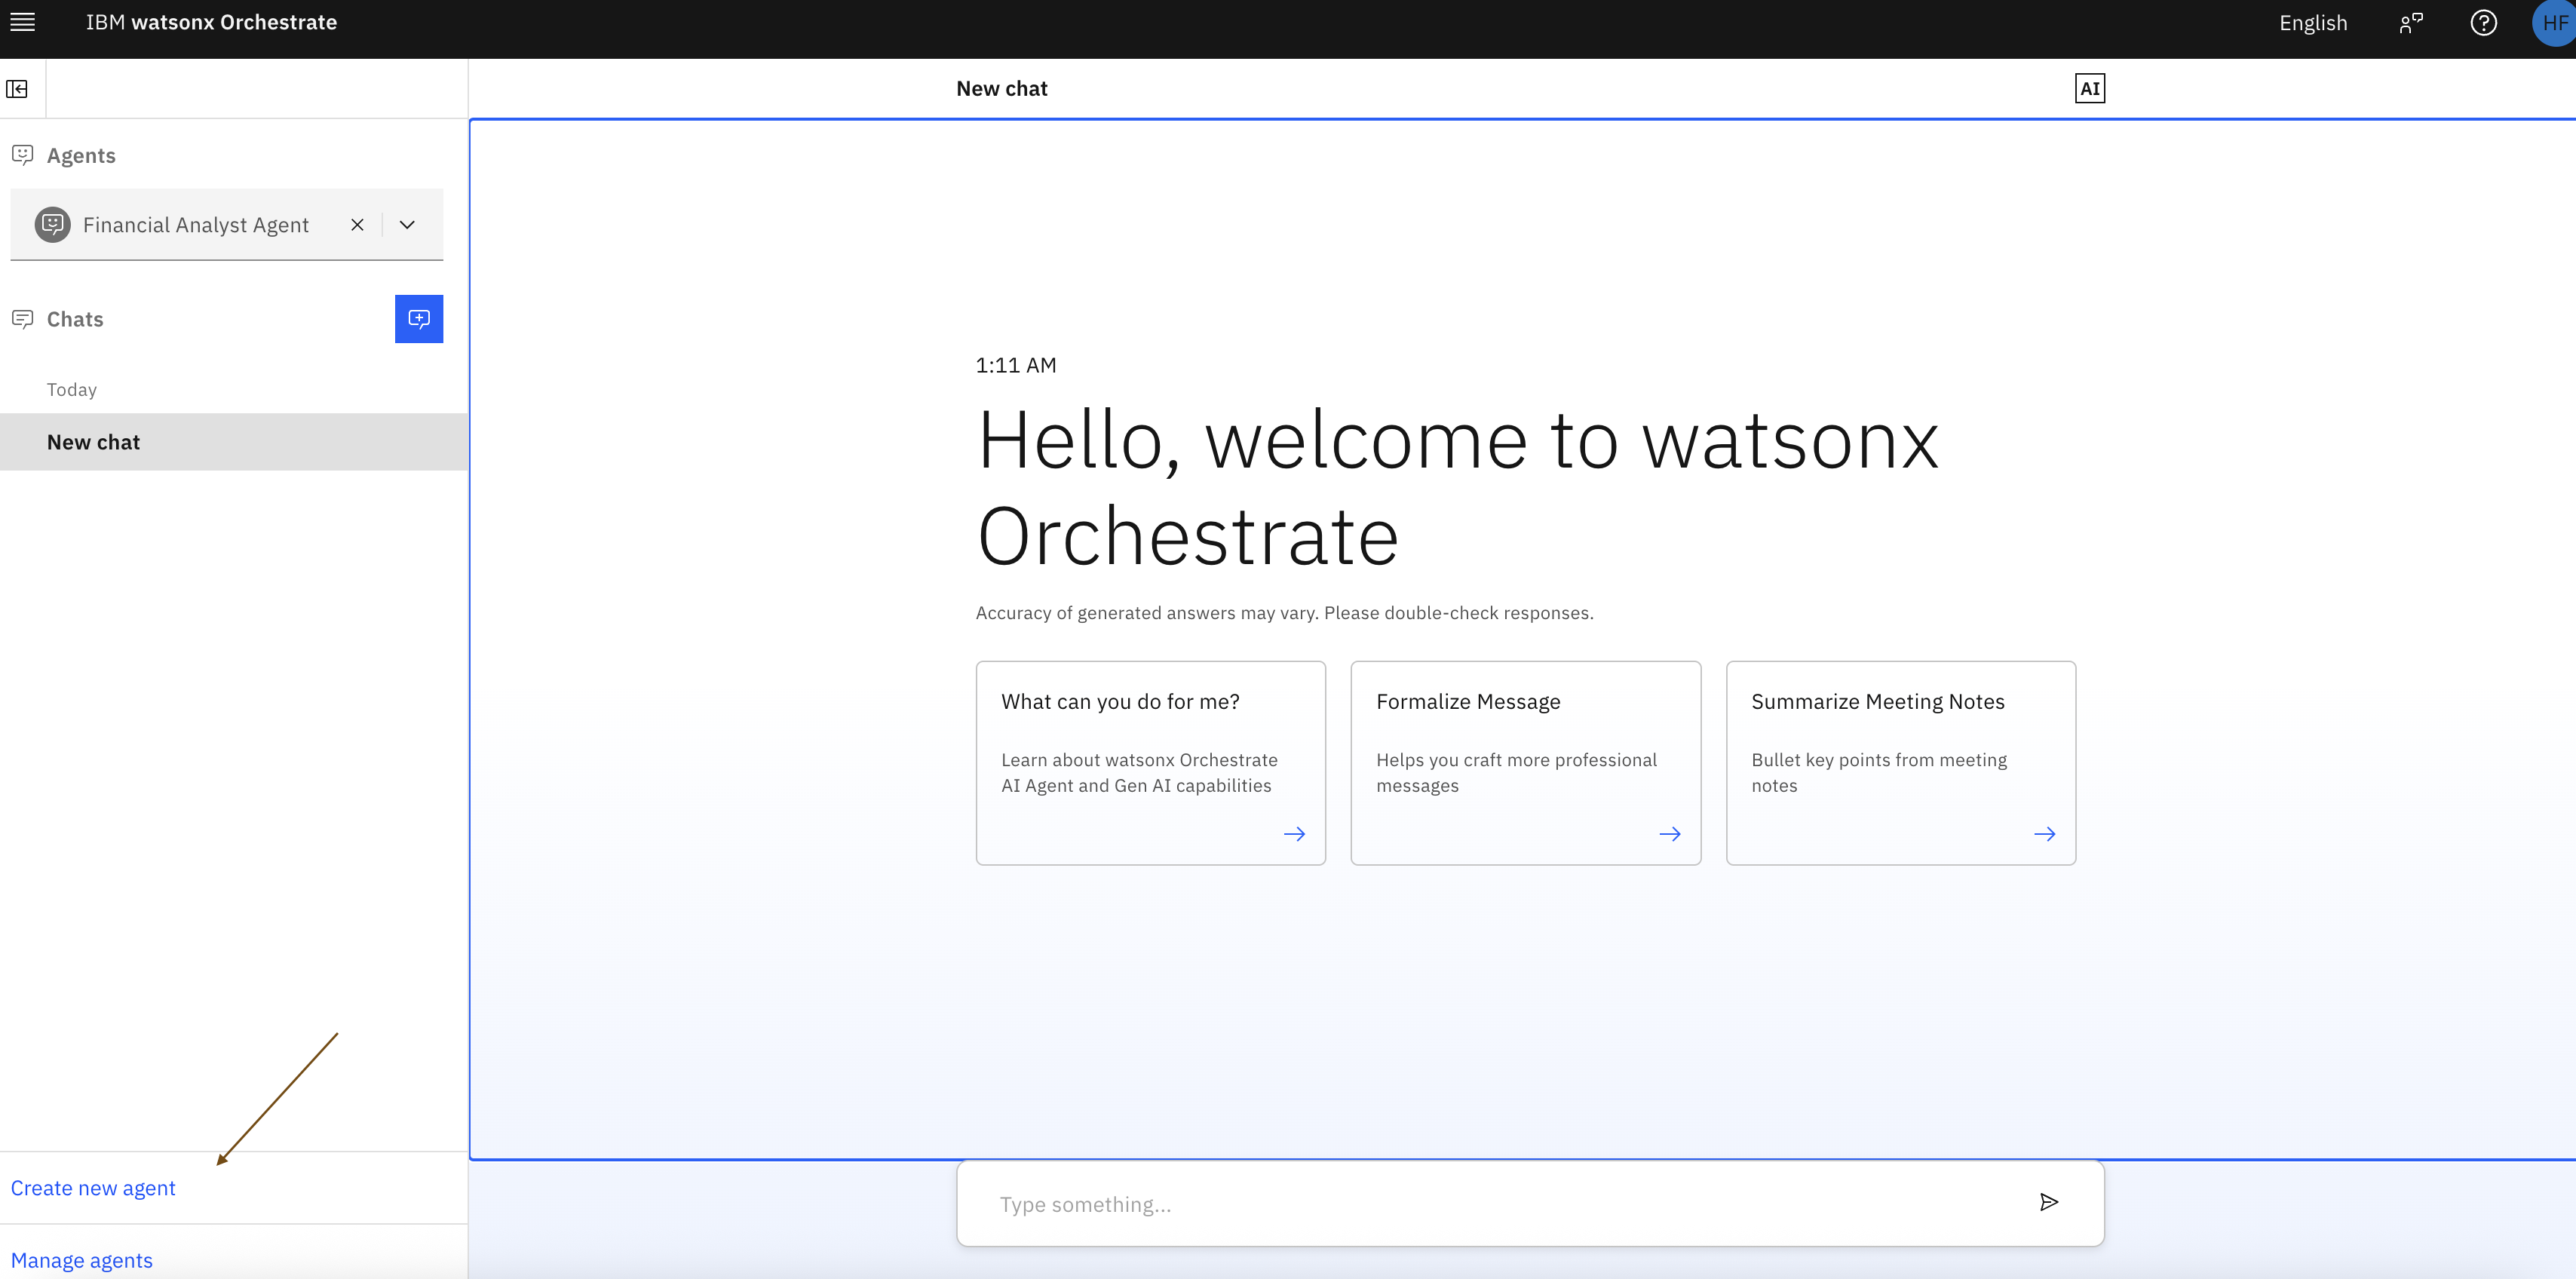 IBM watsonx Orchestrate
English
HF
New chat
AI
Agents
Financial Analyst Agent
Chats
Today
New chat
1:11 AM
Hello, welcome to watsonx
Orchestrate
Accuracy of generated answers may vary. Please double-check responses.
What can you do for me?
Learn about watsonx Orchestrate
AI Agent and Gen AI capabilities
Formalize Message
Helps you craft more professional
messages
Summarize Meeting Notes
Bullet key points from meeting
notes
Create new agent
Type something...
Manage agents